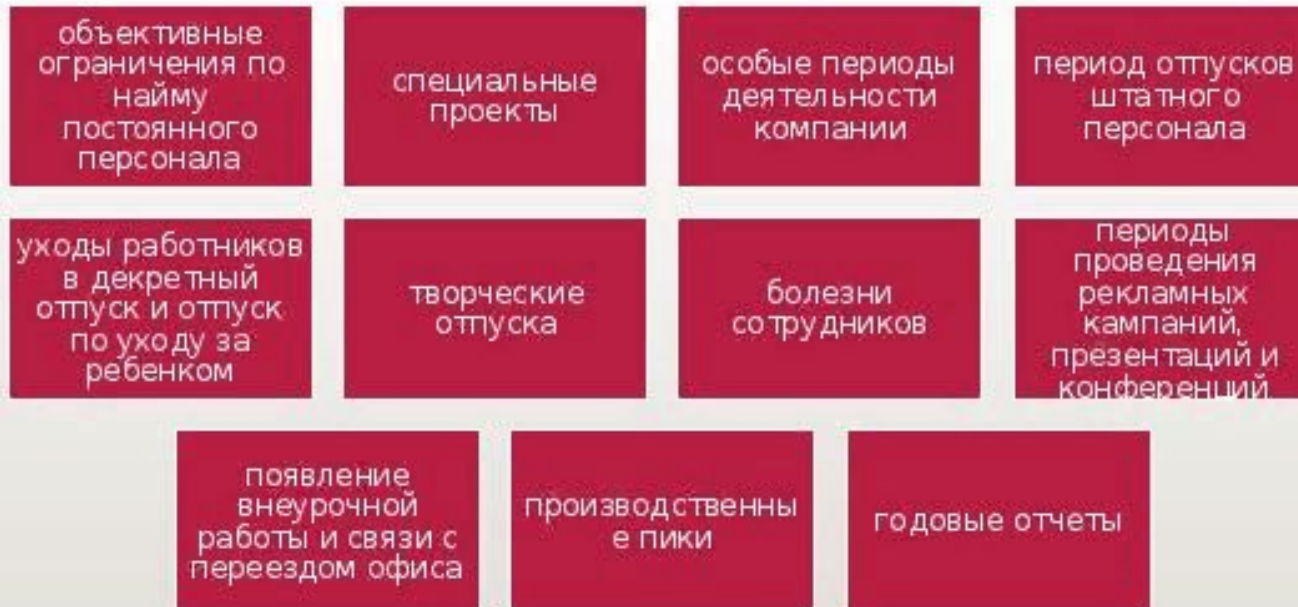 объективные
ограничения по
найму
постоянного
персонала
специальные
проекты
особые периоды
деятельности
компании
период отпусков
штатного
персонала
уходы работников
в декретный
отпуск и отпуск
по уходу за
ребенком
творческие
отпуска
болезни
сотрудников
периоды
проведения
рекламных
кампаний,
презентаций и
конференций
появление
внеурочной
работы и связи с
переездом офиса
производственны
е пики
годовые отчеты